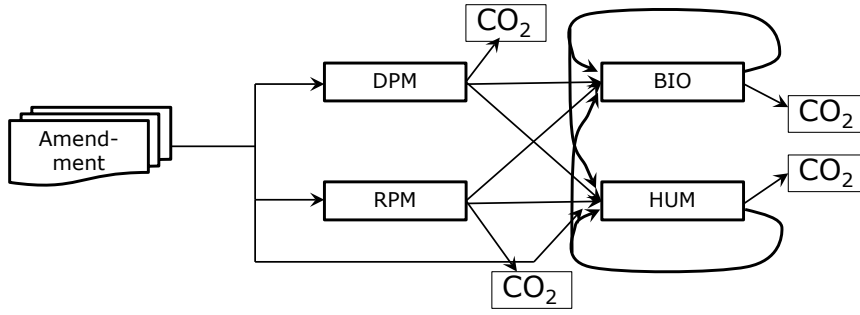 CO₂
DPM
BIO
CO₂
Amend-
ment
CO₂
RPM
HUM
CO₂